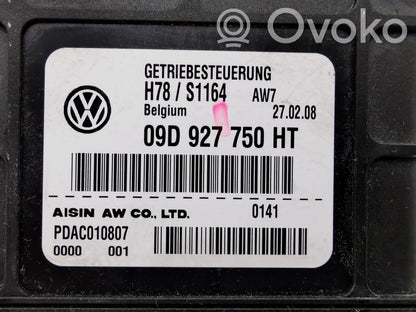 Ovoko
GETRIEBESTEUERUNG
H78 / S1164 AW7
Belgium 27.02.08
09D 927 750 HT
AISIN AW CO., LTD. 0141
PDAC010807
0000 001